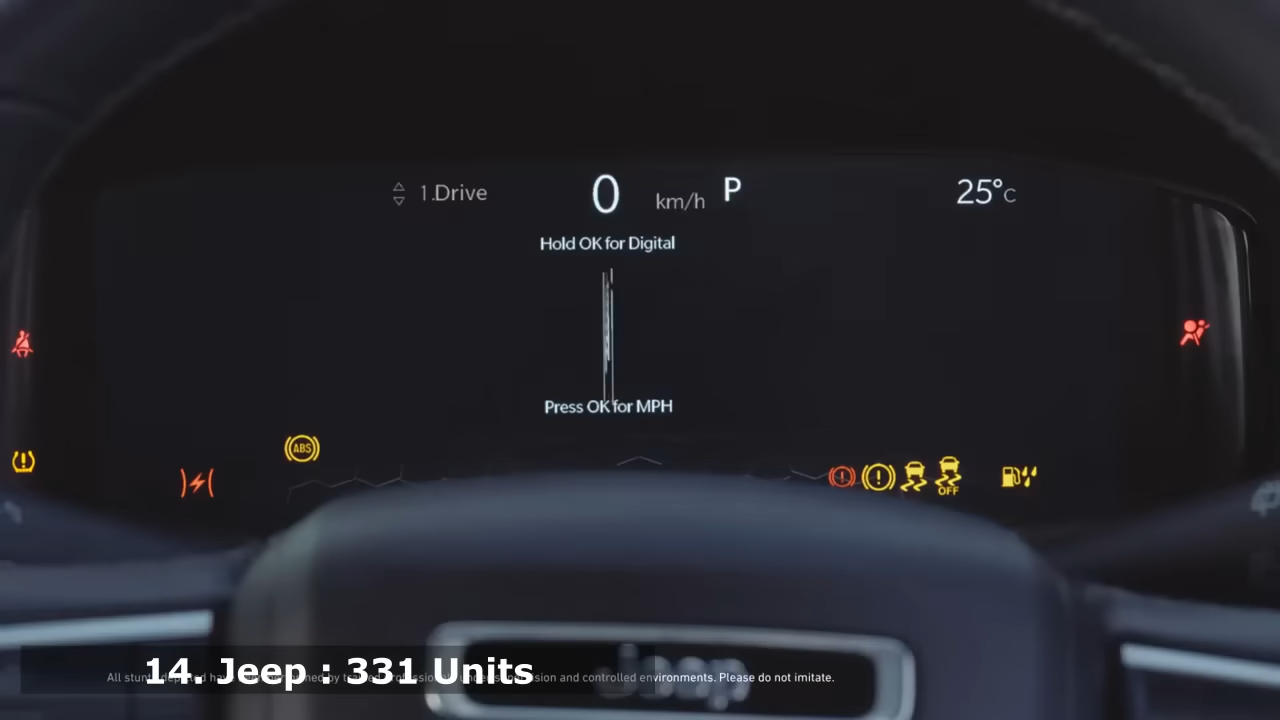 1.Drive 0 km/h P 25°C
Hold OK for Digital
Press OK for MPH
ABS
OFF
Jeep
14. Jeep : 331 Units
All stunts environments. Please do not imitate.